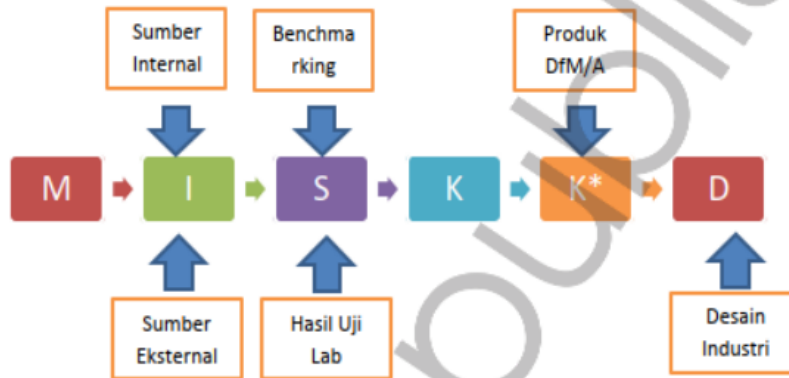 Sumber
Internal
Benchma
rking
Produk
DfM/A
M
I
S
K
K*
D
Sumber
Eksternal
Hasil Uji
Lab
Desain
Industri